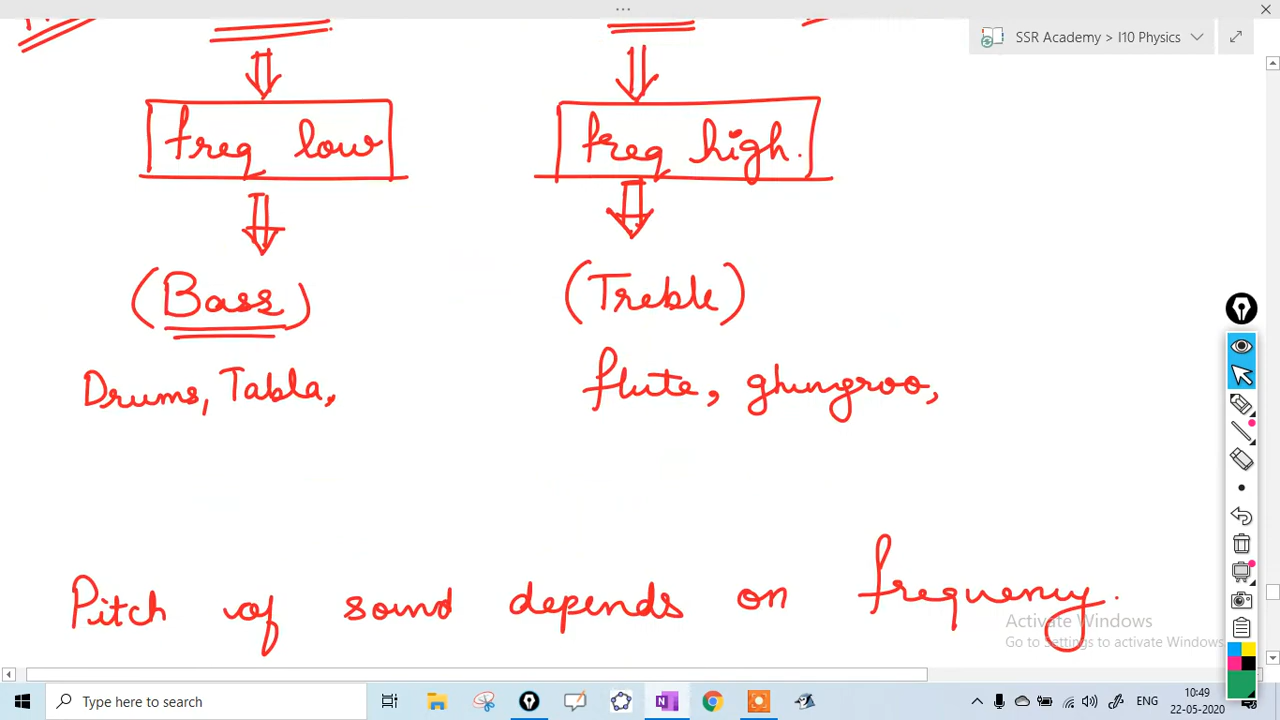 SSR Academy > I10 Physics
freq low
freq high.
(Bass)
(Treble)
Drums, Tabla,
flute, ghungroo,
Pitch of sound depends on frequency.
Activate Windows
Go to Settings to activate Windows
Type here to search
10:49
22-05-2020